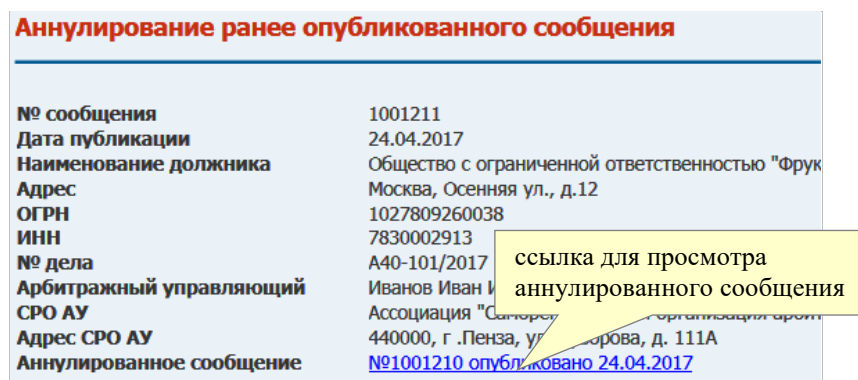 Аннулирование ранее опубликованного сообщения
№ сообщения 1001211
Дата публикации 24.04.2017
Наименование должника Общество с ограниченной ответственностью "Фрук
Адрес Москва, Осенняя ул., д.12
ОГРН 1027809260038
ИНН 7830002913
№ дела А40-101/2017
ссылка для просмотра
аннулированного сообщения
Арбитражный управляющий Иванов Иван
СРО АУ Ассоциация
Адрес СРО АУ 440000, г .Пенза, д. 111А
Аннулированное сообщение №1001210 опубликовано 24.04.2017